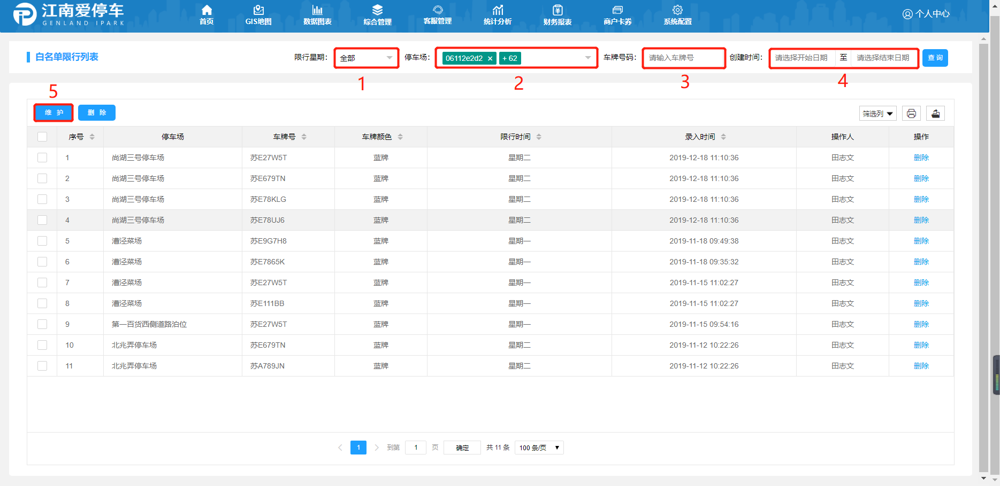 江南爱停车
GENLAND IPARK
首页 GIS地图 数据图表 综合管理 客服管理 统计分析 财务报表 商户卡券 系统配置 个人中心
白名单限行列表 限行星期： 全部 停车场： 06112e2d2 × + 62 车牌号码： 请输入车牌号 创建时间： 请选择开始日期 至 请选择结束日期 查询
1 2 3 4
5
维护 删除 筛选列
序号 停车场 车牌号 车牌颜色 限行时间 录入时间 操作人 操作
1 尚湖三号停车场 苏E27W5T 蓝牌 星期二 2019-12-18 11:10:36 田志文 删除
2 尚湖三号停车场 苏E679TN 蓝牌 星期二 2019-12-18 11:10:36 田志文 删除
3 尚湖三号停车场 苏E78KLG 蓝牌 星期二 2019-12-18 11:10:36 田志文 删除
4 尚湖三号停车场 苏E78UJ6 蓝牌 星期二 2019-12-18 11:10:36 田志文 删除
5 漕泾菜场 苏E9G7H8 蓝牌 星期一 2019-11-18 09:49:38 田志文 删除
6 漕泾菜场 苏E7865K 蓝牌 星期一 2019-11-18 09:35:32 田志文 删除
7 漕泾菜场 苏E27W5T 蓝牌 星期一 2019-11-15 11:02:27 田志文 删除
8 漕泾菜场 苏E111BB 蓝牌 星期一 2019-11-15 11:02:27 田志文 删除
9 第一百货西侧道路泊位 苏E27W5T 蓝牌 星期一 2019-11-15 09:54:16 田志文 删除
10 北兆弄停车场 苏E679TN 蓝牌 星期二 2019-11-12 10:22:26 田志文 删除
11 北兆弄停车场 苏A789JN 蓝牌 星期二 2019-11-12 10:22:26 田志文 删除
1 到第 1 页 确定 共 11 条 100 条/页